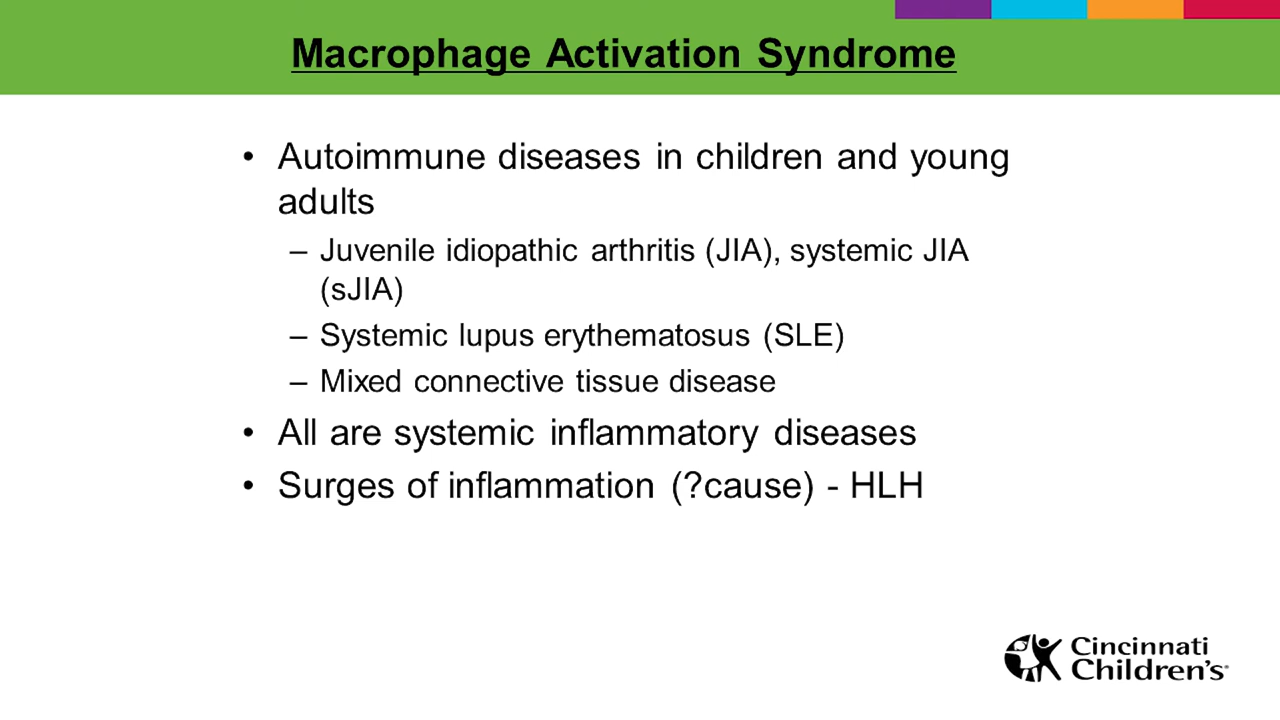 Macrophage Activation Syndrome
• Autoimmune diseases in children and young
adults
– Juvenile idiopathic arthritis (JIA), systemic JIA
(sJIA)
– Systemic lupus erythematosus (SLE)
– Mixed connective tissue disease
• All are systemic inflammatory diseases
• Surges of inflammation (?cause) - HLH
Cincinnati
Children's